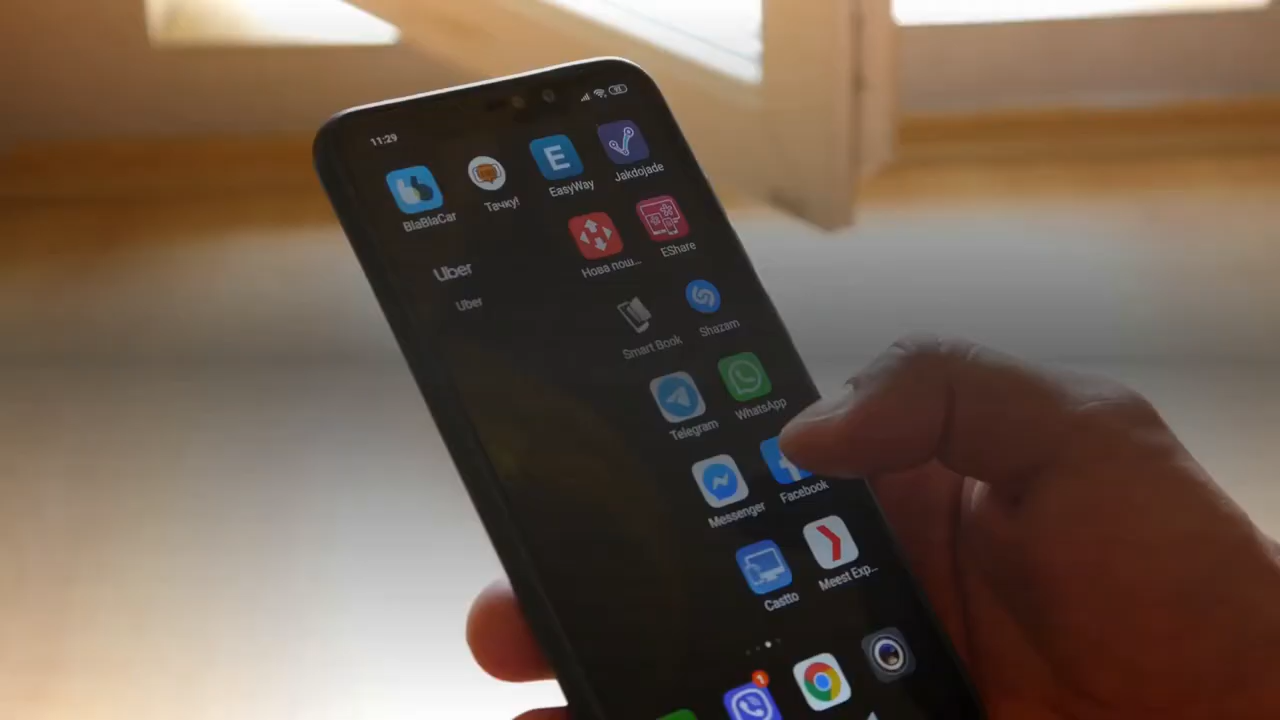 11:29
BlaBlaCar
Тачку!
E
EasyWay
Jakdojade
Нова пош...
EShare
Uber
Uber
Smart Book
Shazam
Telegram
WhatsApp
Messenger
f
Facebook
Castto
Meest Exp...
1